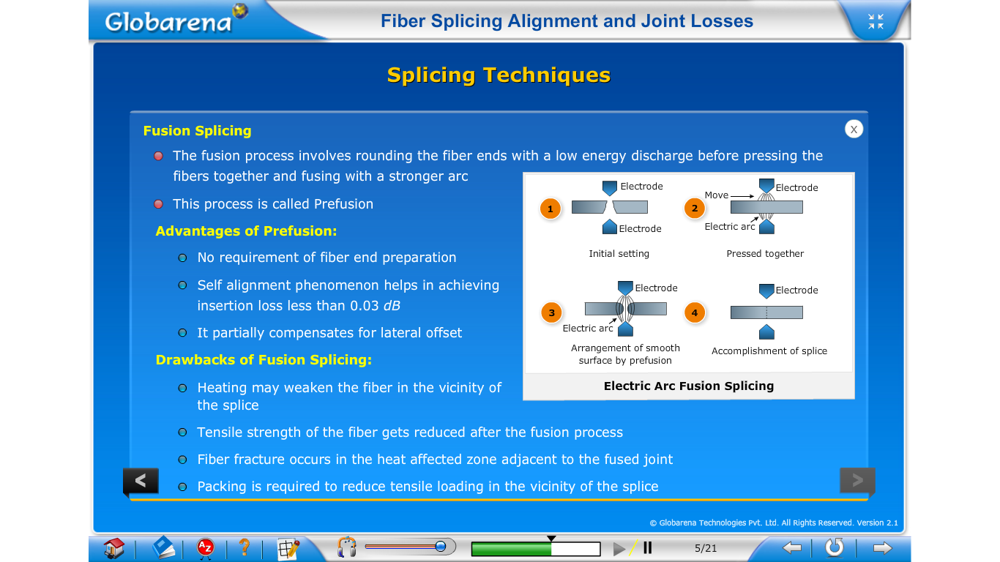 Globarena
Fiber Splicing Alignment and Joint Losses
Splicing Techniques
Fusion Splicing
X
The fusion process involves rounding the fiber ends with a low energy discharge before pressing the
fibers together and fusing with a stronger arc
This process is called Prefusion
Advantages of Prefusion:
No requirement of fiber end preparation
Self alignment phenomenon helps in achieving
insertion loss less than 0.03 dB
It partially compensates for lateral offset
Drawbacks of Fusion Splicing:
Heating may weaken the fiber in the vicinity of
the splice
Tensile strength of the fiber gets reduced after the fusion process
Fiber fracture occurs in the heat affected zone adjacent to the fused joint
Packing is required to reduce tensile loading in the vicinity of the splice
1
Electrode
Electrode
Initial setting
2
Move
Electrode
Electric arc
Pressed together
3
Electrode
Electric arc
Arrangement of smooth
surface by prefusion
4
Electrode
Accomplishment of splice
Electric Arc Fusion Splicing
<
>
© Globarena Technologies Pvt. Ltd. All Rights Reserved. Version 2.1
AZ
?
5/21